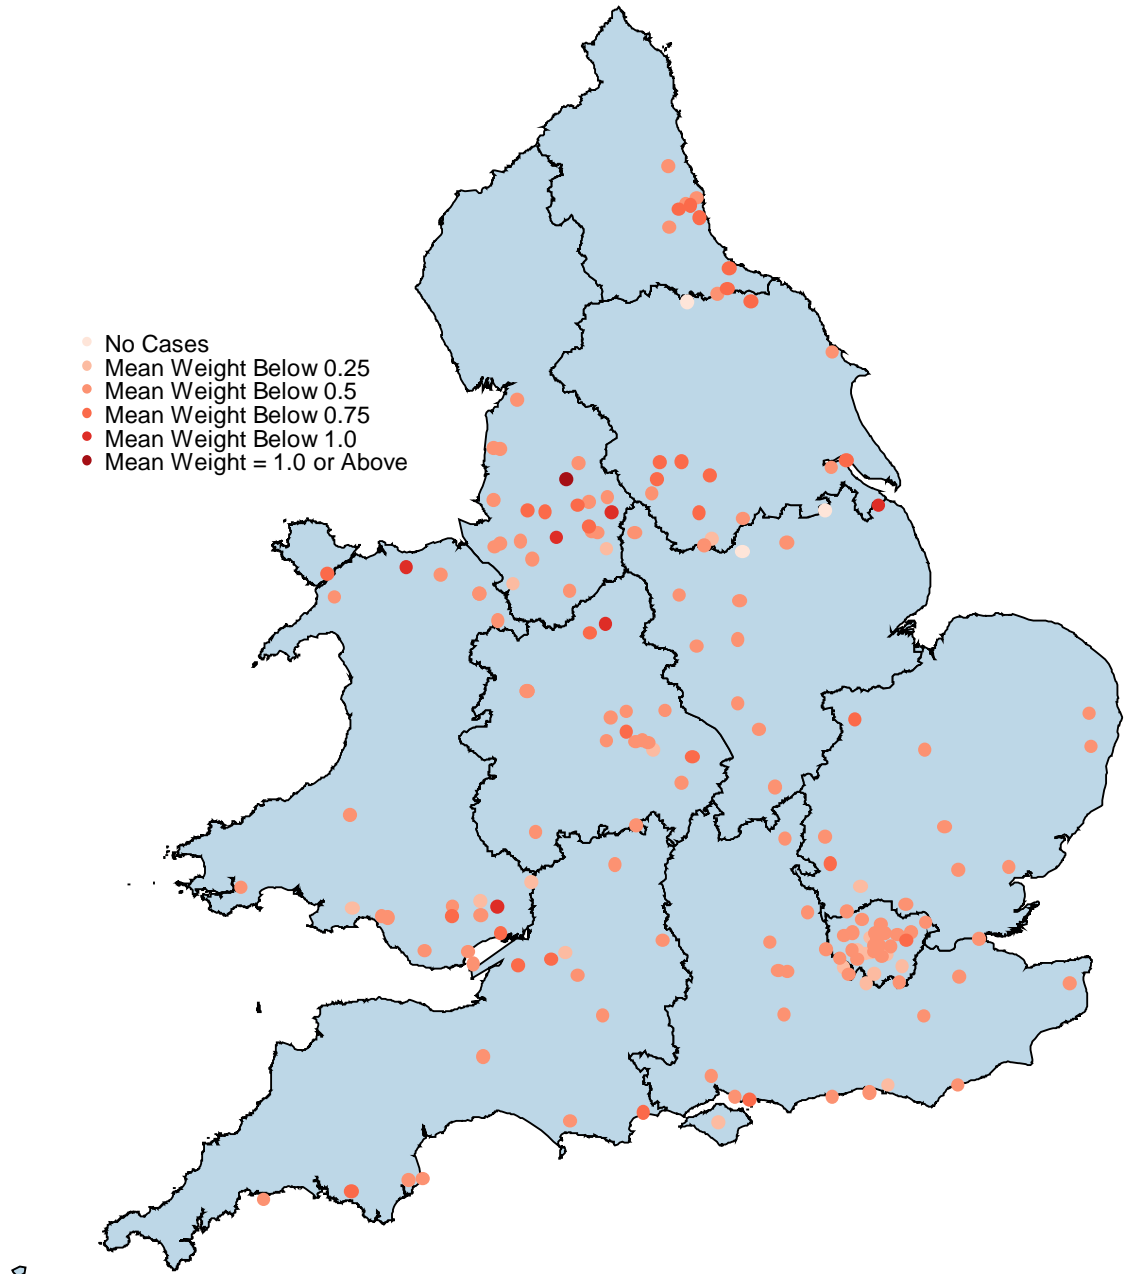 No Cases
Mean Weight Below 0.25
Mean Weight Below 0.5
Mean Weight Below 0.75
Mean Weight Below 1.0
Mean Weight = 1.0 or Above